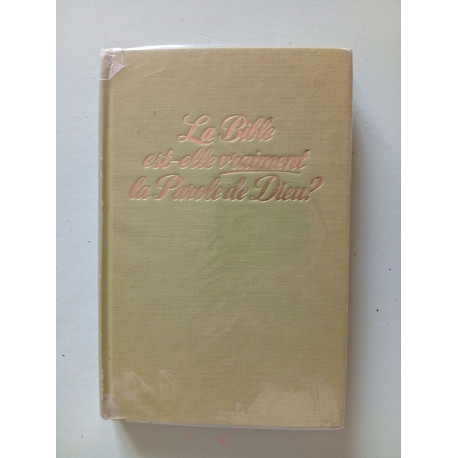 La Bible
est-elle vraiment
la Parole de Dieu?